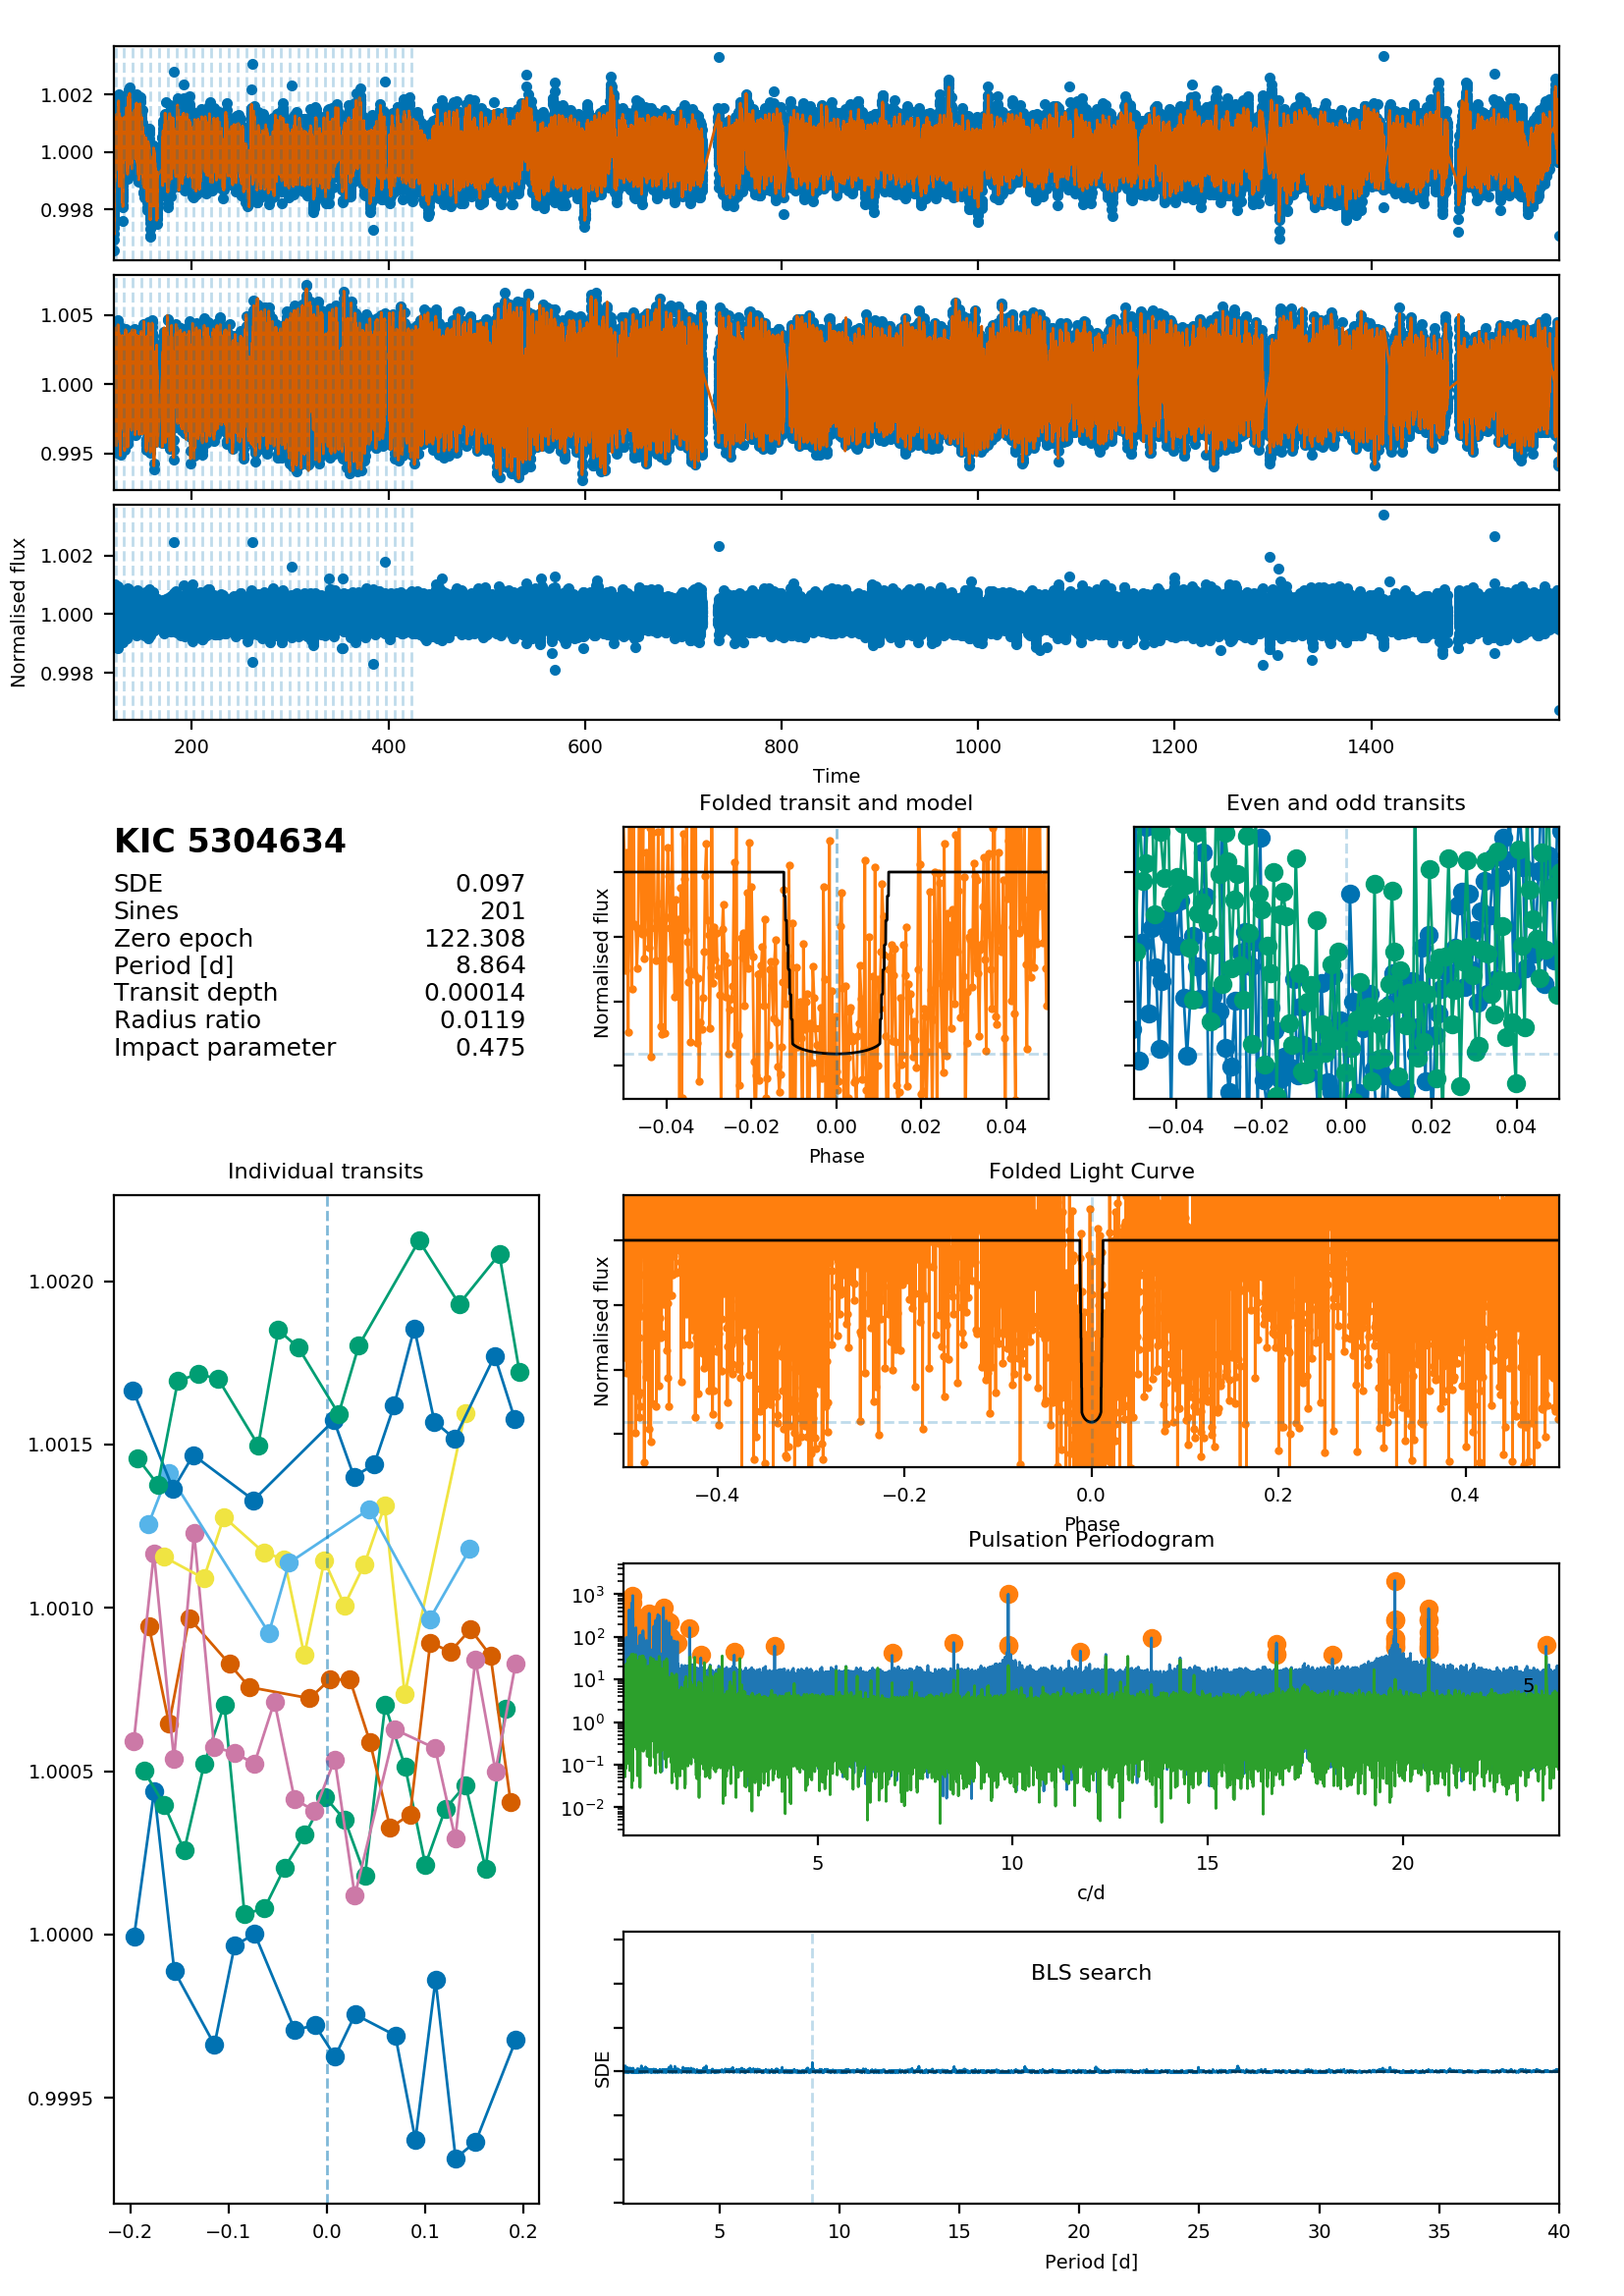 1.002
1.000
0.998
1.005
1.000
0.995
1.002
1.000
0.998
Normalised flux
200 400 600 800 1000 1200 1400
Time
KIC 5304634
SDE 0.097
Sines 201
Zero epoch 122.308
Period [d] 8.864
Transit depth 0.00014
Radius ratio 0.0119
Impact parameter 0.475
Folded transit and model
Normalised flux
−0.04 −0.02 0.00 0.02 0.04
Phase
Even and odd transits
−0.04 −0.02 0.00 0.02 0.04
Individual transits
1.0020
1.0015
1.0010
1.0005
1.0000
0.9995
−0.2 −0.1 0.0 0.1 0.2
Folded Light Curve
Normalised flux
−0.4 −0.2 0.0 0.2 0.4
Phase
Pulsation Periodogram
10³
10²
10¹
10⁰
10⁻¹
10⁻²
5
5 10 15 20
c/d
BLS search
SDE
5 10 15 20 25 30 35 40
Period [d]